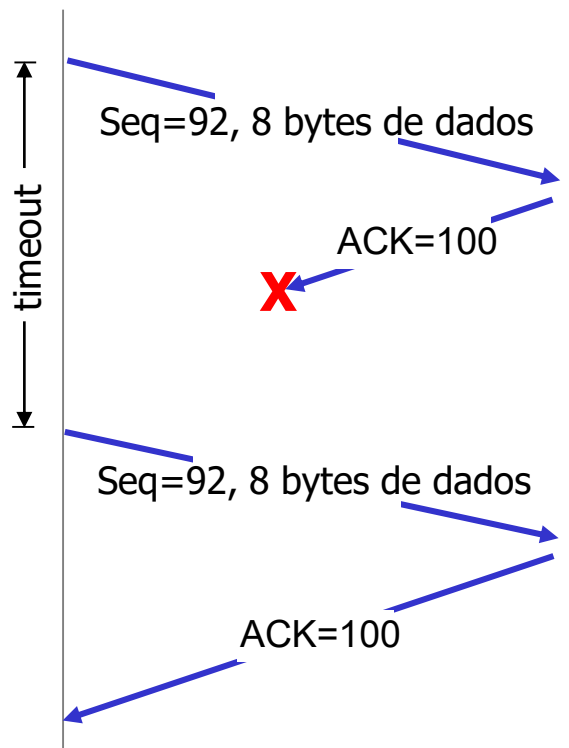 Seq=92, 8 bytes de dados
timeout
ACK=100
X
Seq=92, 8 bytes de dados
ACK=100